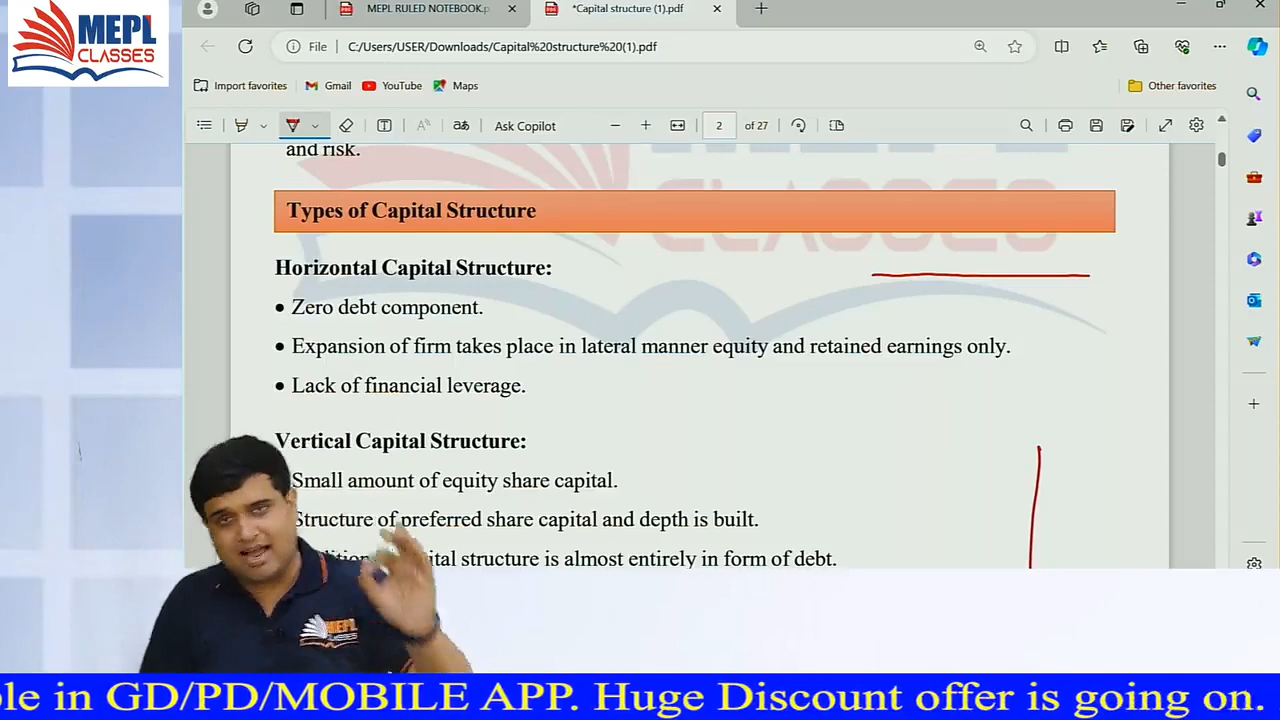 MEPL
CLASSES
MEPL RULED NOTEBOOK.p
*Capital structure (1).pdf
File
C:/Users/USER/Downloads/Capital%20structure%20(1).pdf
Import favorites
Gmail
YouTube
Maps
Other favorites
Ask Copilot
2 of 27
and risk.
CLASSES
Types of Capital Structure
Horizontal Capital Structure:
• Zero debt component.
• Expansion of firm takes place in lateral manner equity and retained earnings only.
• Lack of financial leverage.
Vertical Capital Structure:
Small amount of equity share capital.
Structure of preferred share capital and depth is built.
ital structure is almost entirely in form of debt.
MEPL
CLASSES
ple in GD/PD/MOBILE APP. Huge Discount offer is going on.